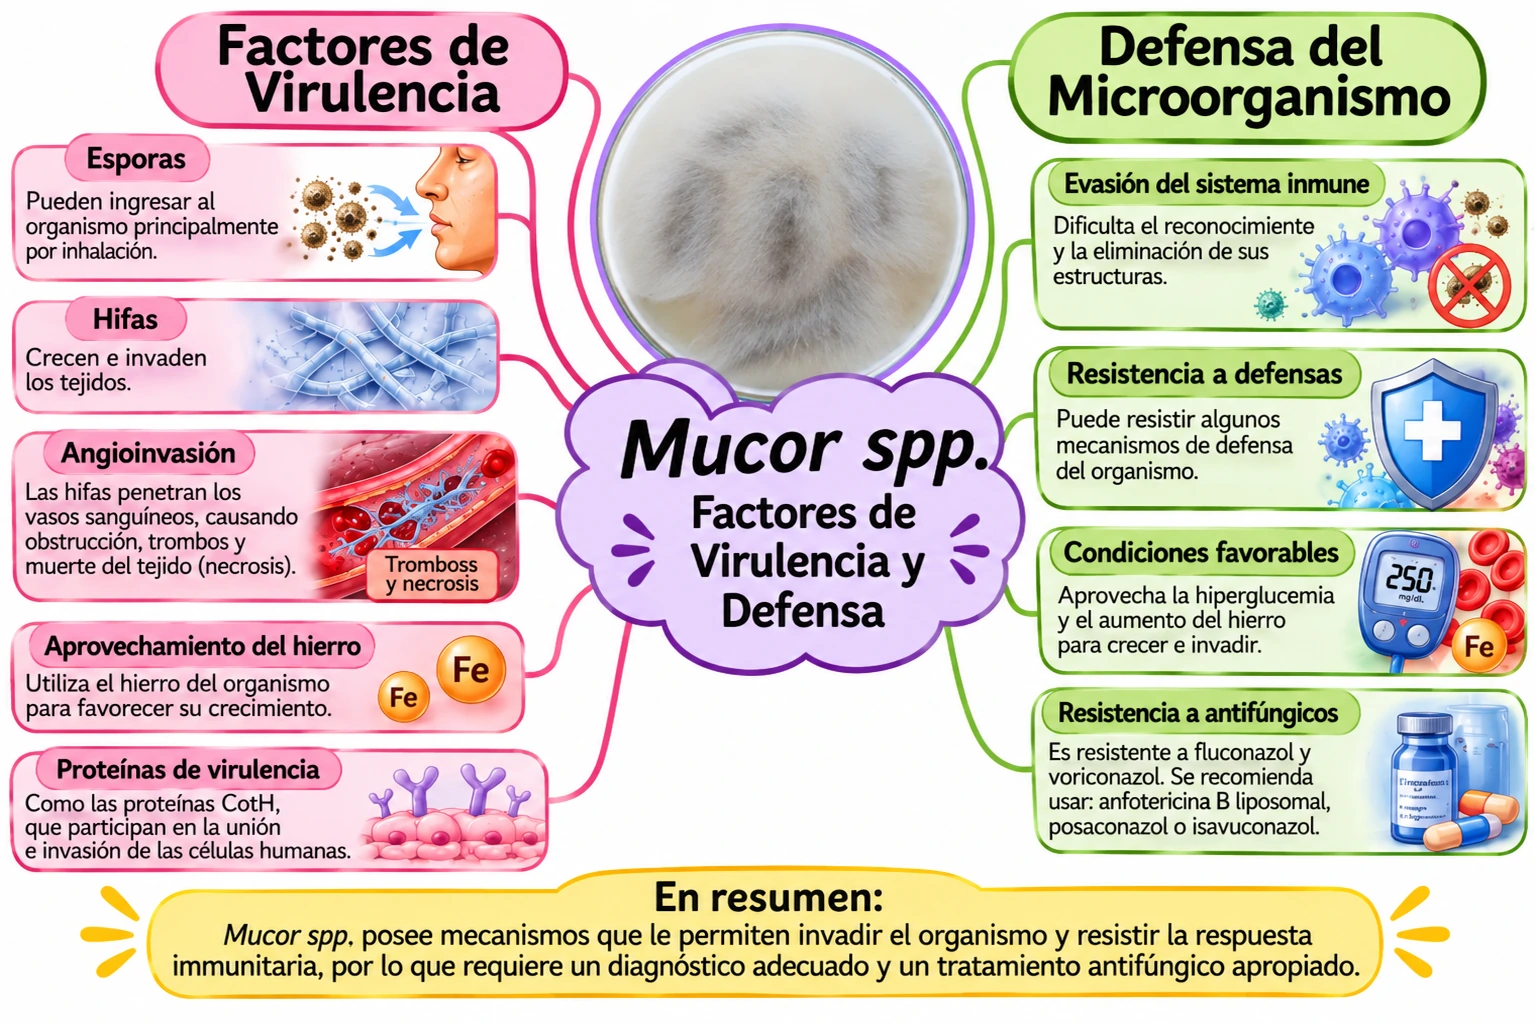 Factores de
Virulencia
Esporas
Pueden ingresar al
organismo principalmente
por inhalación.
Hifas
Crecen e invaden
los tejidos.
Angioinvasión
Las hifas penetran los
vasos sanguíneos, causando
obstrucción, trombos y
muerte del tejido (necrosis).
Tromboss
y necrosis
Aprovechamiento del hierro
Utiliza el hierro del organismo
para favorecer su crecimiento.
Fe
Fe
Proteínas de virulencia
Como las proteínas CotH,
que participan en la unión
e invasión de las células humanas.
Mucor spp.
Factores de
Virulencia y
Defensa
Defensa del
Microorganismo
Evasión del sistema inmune
Dificulta el reconocimiento
y la eliminación de sus
estructuras.
Resistencia a defensas
Puede resistir algunos
mecanismos de defensa
del organismo.
Condiciones favorables
Aprovecha la hiperglucemia
y el aumento del hierro
para crecer e invadir.
250
mg/dl.
Fe
Resistencia a antifúngicos
Es resistente a fluconazol y
voriconazol. Se recomienda
usar: anfotericina B liposomal,
posaconazol o isavuconazol.
En resumen:
Mucor spp. posee mecanismos que le permiten invadir el organismo y resistir la respuesta
immunitaria, por lo que requiere un diagnóstico adecuado y un tratamiento antifúngico apropiado.